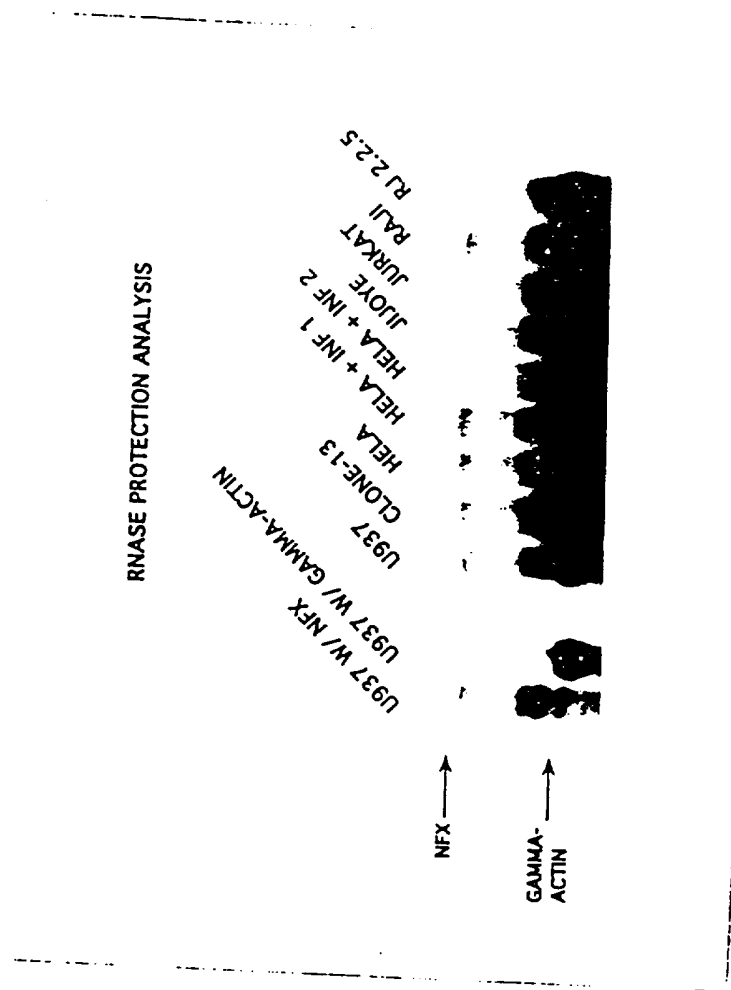 RNASE PROTECTION ANALYSIS
U937 W/ NFX
U937 W/ GAMMA-ACTIN
U937
CLONE-13
HELA
HELA + INF 1
HELA + INF 2
JIJOYE
JURKAT
RAJI
RJ 2.2.5
NFX
GAMMA-
ACTIN